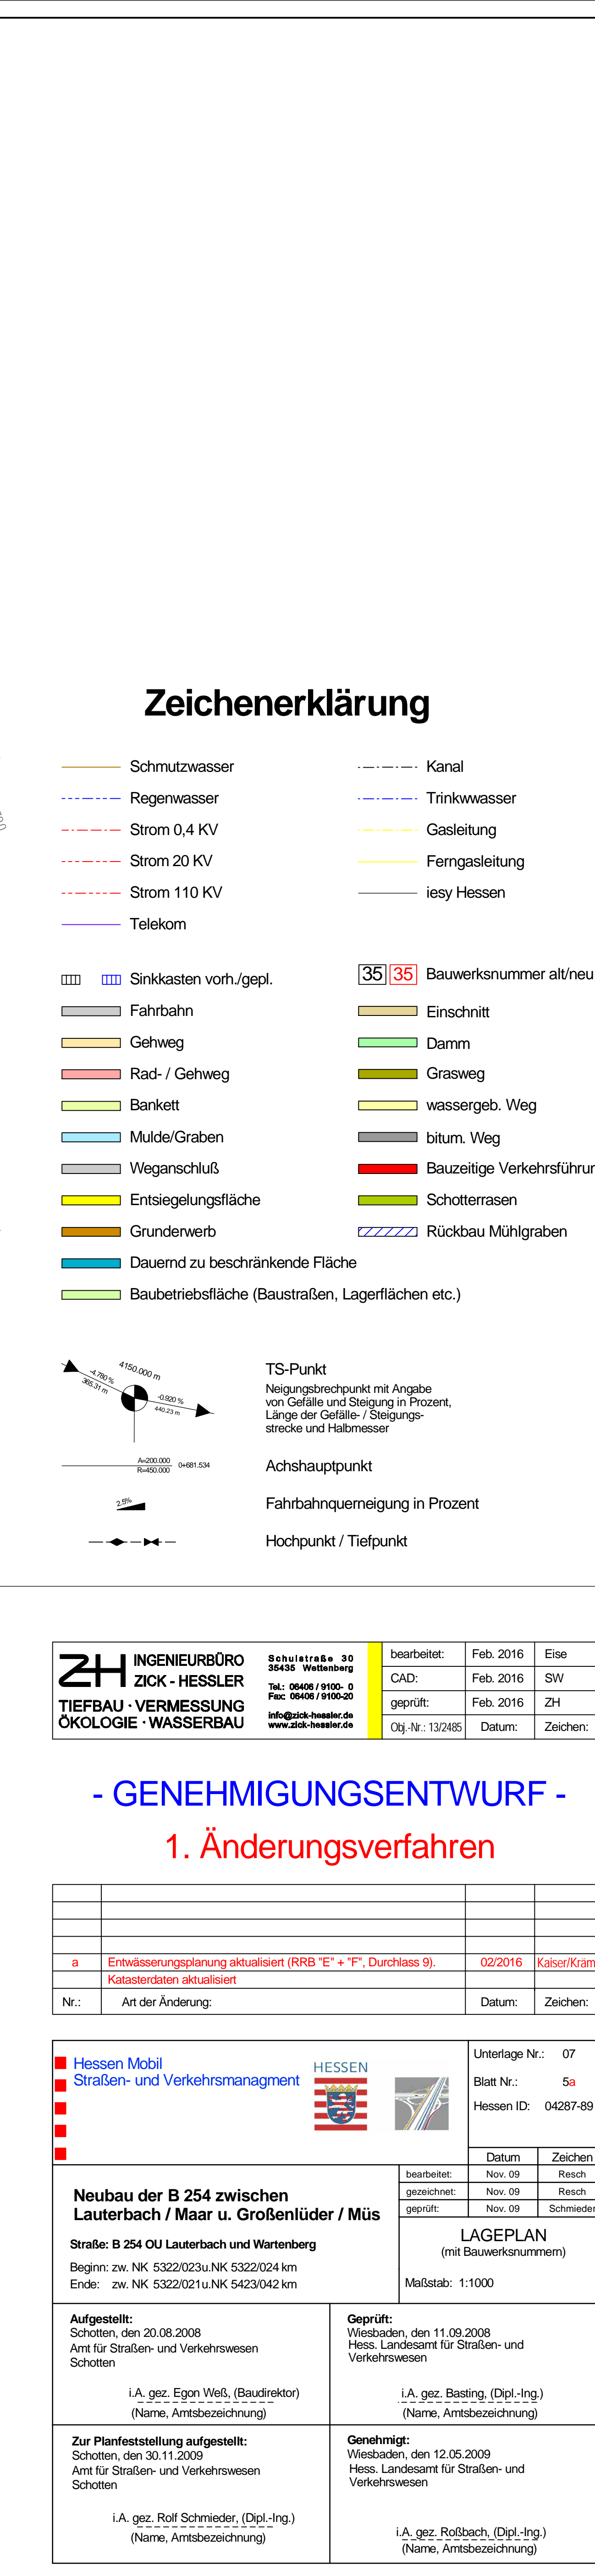 Zeichenerklärung
Schmutzwasser
Kanal
Regenwasser
Trinkwwasser
Strom 0,4 KV
Gasleitung
Strom 20 KV
Ferngasleitung
Strom 110 KV
iesy Hessen
Telekom
Sinkkasten vorh./gepl.
35 35 Bauwerksnummer alt/neu
Fahrbahn
Einschnitt
Gehweg
Damm
Rad- / Gehweg
Grasweg
Bankett
wassergeb. Weg
Mulde/Graben
bitum. Weg
Weganschluß
Bauzeitige Verkehrsführun
Entsiegelungsfläche
Schotterrasen
Grunderwerb
Rückbau Mühlgraben
Dauernd zu beschränkende Fläche
Baubetriebsfläche (Baustraßen, Lagerflächen etc.)
4150.000 m
-4.780 %
365.31 m
-0.920 %
440.23 m
TS-Punkt
Neigungsbrechpunkt mit Angabe
von Gefälle und Steigung in Prozent,
Länge der Gefälle- / Steigungs-
strecke und Halbmesser
A=200.000
R=450.000
0+681.534
Achshauptpunkt
2.5%
Fahrbahnquerneigung in Prozent
Hochpunkt / Tiefpunkt
ZH INGENIEURBÜRO
ZICK - HESSLER
TIEFBAU · VERMESSUNG
ÖKOLOGIE · WASSERBAU
Schulstraße 30
35435 Wettenberg
Tel.: 06406 / 9100- 0
Fax: 06406 / 9100-20
info@zick-hessler.de
www.zick-hessler.de
bearbeitet: Feb. 2016 Eise
CAD: Feb. 2016 SW
geprüft: Feb. 2016 ZH
Obj.-Nr.: 13/2485 Datum: Zeichen:
- GENEHMIGUNGSENTWURF -
1. Änderungsverfahren
a Entwässerungsplanung aktualisiert (RRB "E" + "F", Durchlass 9). 02/2016 Kaiser/Kräm
Katasterdaten aktualisiert
Nr.: Art der Änderung: Datum: Zeichen:
Hessen Mobil
Straßen- und Verkehrsmanagment
HESSEN
Unterlage Nr.: 07
Blatt Nr.: 5a
Hessen ID: 04287-89
Datum Zeichen
bearbeitet: Nov. 09 Resch
gezeichnet: Nov. 09 Resch
geprüft: Nov. 09 Schmieder
Neubau der B 254 zwischen
Lauterbach / Maar u. Großenlüder / Müs
Straße: B 254 OU Lauterbach und Wartenberg
Beginn: zw. NK 5322/023u.NK 5322/024 km
Ende: zw. NK 5322/021u.NK 5423/042 km
LAGEPLAN
(mit Bauwerksnummern)
Maßstab: 1:1000
Aufgestellt:
Schotten, den 20.08.2008
Amt für Straßen- und Verkehrswesen
Schotten
i.A. gez. Egon Weß, (Baudirektor)
(Name, Amtsbezeichnung)
Geprüft:
Wiesbaden, den 11.09.2008
Hess. Landesamt für Straßen- und
Verkehrswesen
i.A. gez. Basting, (Dipl.-Ing.)
(Name, Amtsbezeichnung)
Zur Planfeststellung aufgestellt:
Schotten, den 30.11.2009
Amt für Straßen- und Verkehrswesen
Schotten
i.A. gez. Rolf Schmieder, (Dipl.-Ing.)
(Name, Amtsbezeichnung)
Genehmigt:
Wiesbaden, den 12.05.2009
Hess. Landesamt für Straßen- und
Verkehrswesen
i.A. gez. Roßbach, (Dipl.-Ing.)
(Name, Amtsbezeichnung)